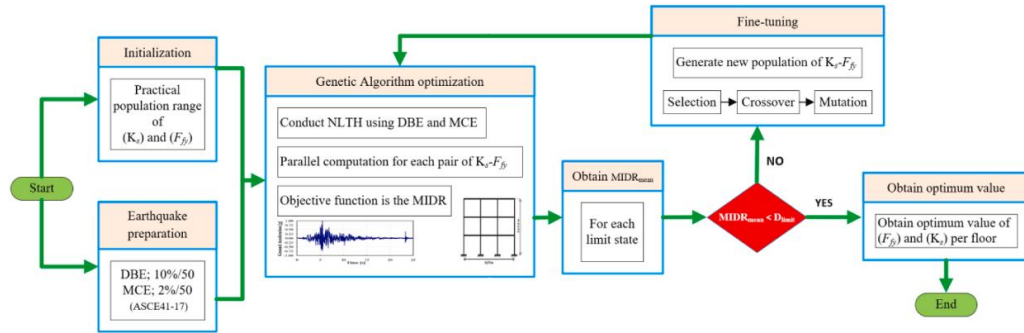 Start
Initialization
Practical
population range
of
(Ks) and (Ffy)
Earthquake
preparation
DBE; 10%/50
MCE; 2%/50
(ASCE41-17)
Genetic Algorithm optimization
Conduct NLTH using DBE and MCE
Parallel computation for each pair of Ks-Ffy
Objective function is the MIDR
Obtain MIDRmean
For each
limit state
Fine-tuning
Generate new population of Ks-Ffy
Selection
Crossover
Mutation
NO
MIDRmean < Dlimit
YES
Obtain optimum value
Obtain optimum value of
(Ffy) and (Ks) per floor
End